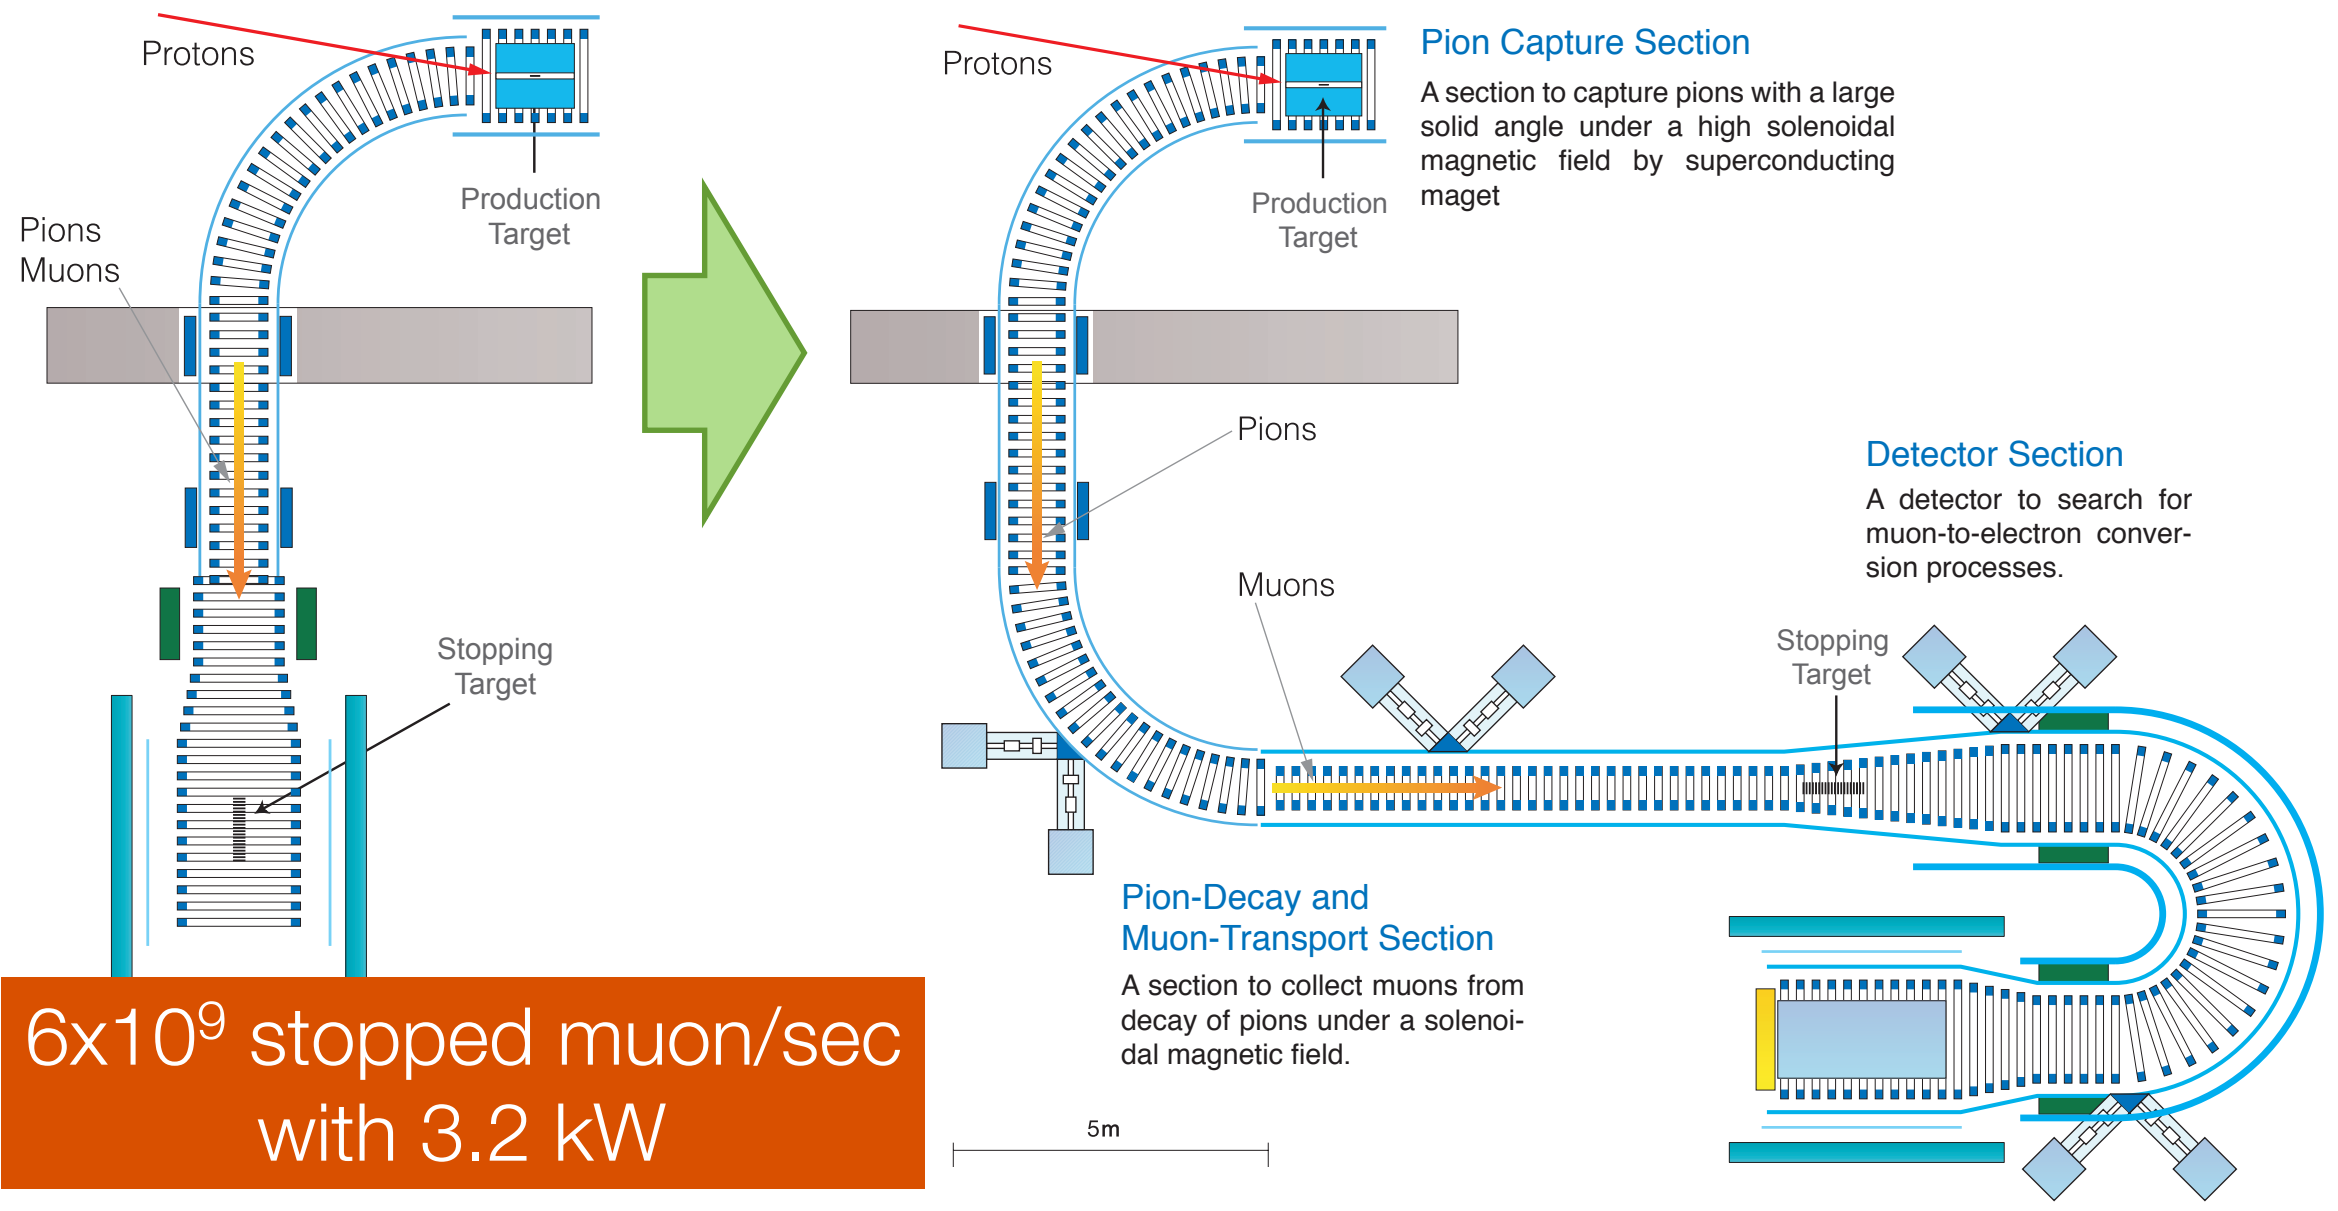 Protons
Production
Target
Pions
Muons
Stopping
Target
6x10⁹ stopped muon/sec
with 3.2 kW
Protons
Production
Target
Pion Capture Section
A section to capture pions with a large
solid angle under a high solenoidal
magnetic field by superconducting
maget
Pions
Muons
Detector Section
A detector to search for
muon-to-electron conver-
sion processes.
Stopping
Target
Pion-Decay and
Muon-Transport Section
A section to collect muons from
decay of pions under a solenoi-
dal magnetic field.
5m